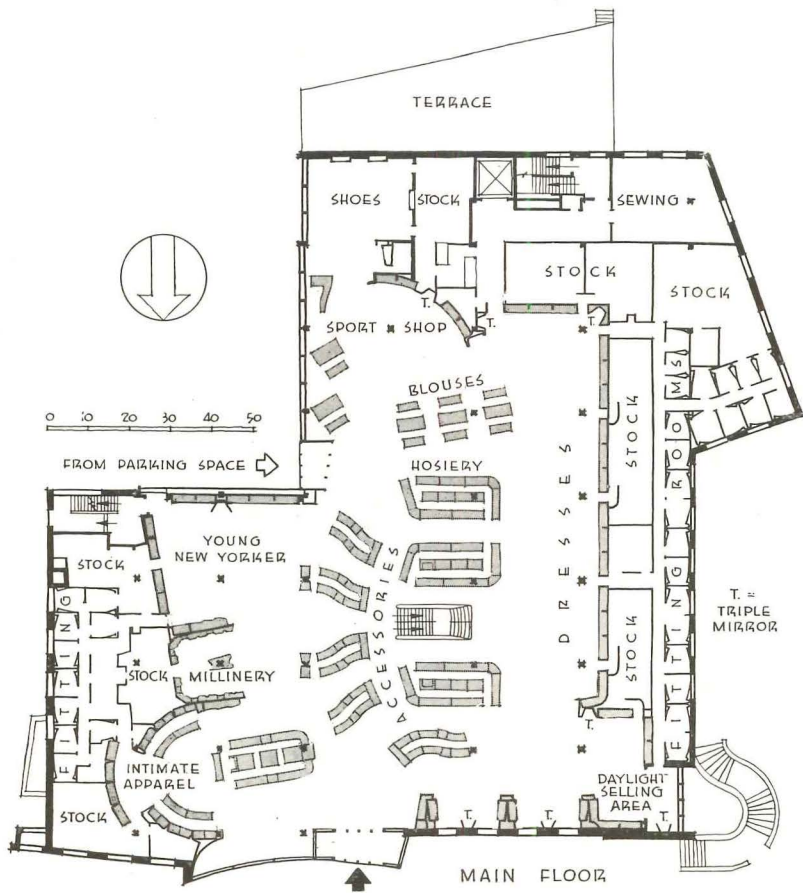 TERRACE
SHOES
STOCK
SEWING
STOCK
STOCK
T.
T.
T.
SPORT SHOP
BLOUSES
0 10 20 30 40 50
FROM PARKING SPACE
HOSIERY
STOCK
FITTING ROOMS
YOUNG
NEW YORKER
STOCK
FITTING
ACCESSORIES
DRESSES
T. =
TRIPLE
MIRROR
STOCK
MILLINERY
STOCK
T.
INTIMATE
APPAREL
DAYLIGHT
SELLING
AREA
STOCK
T.
T.
T.
MAIN FLOOR